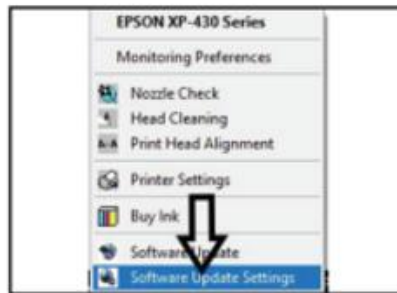 EPSON XP-430 Series
Monitoring Preferences
Nozzle Check
Head Cleaning
Print Head Alignment
Printer Settings
Buy Ink
Software Update
Software Update Settings